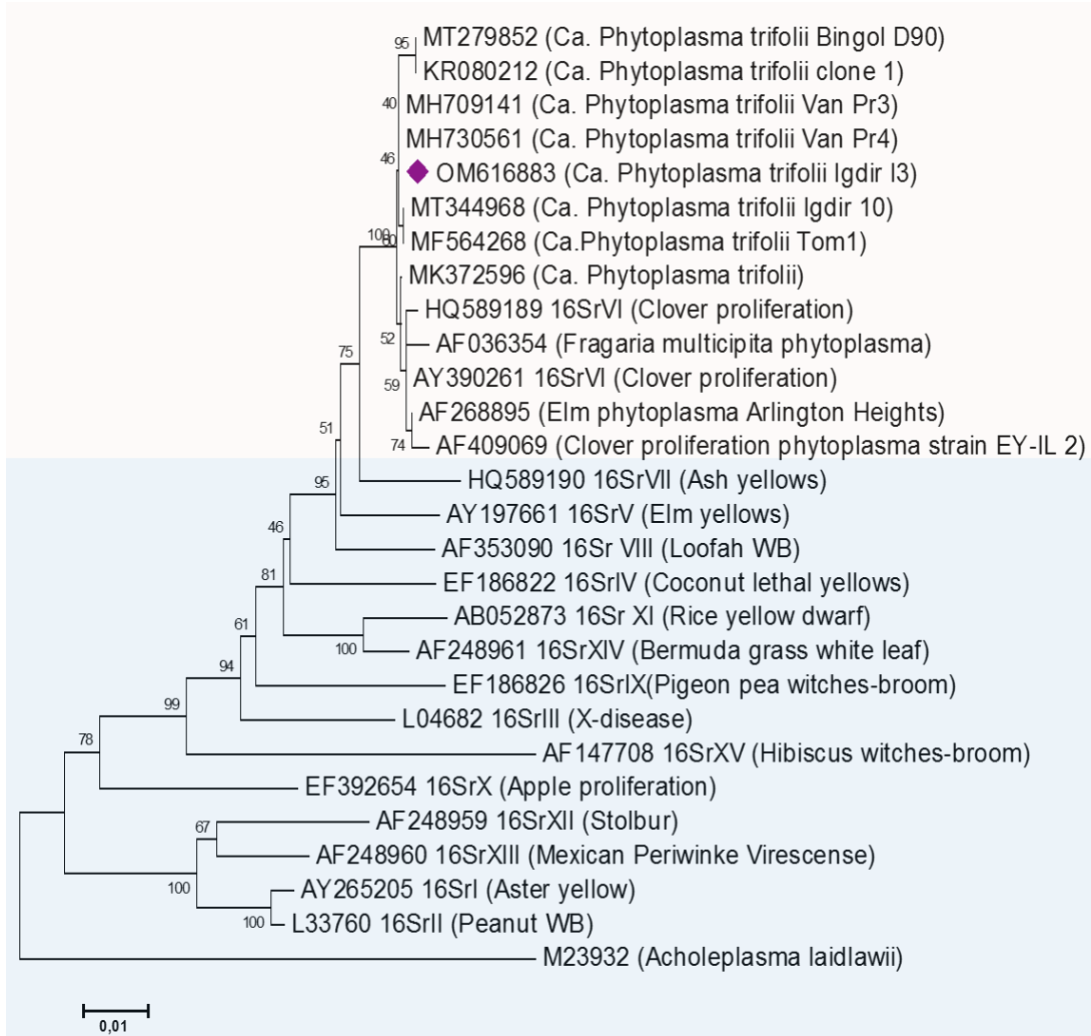 95
MT279852 (Ca. Phytoplasma trifolii Bingol D90)
KR080212 (Ca. Phytoplasma trifolii clone 1)
40
MH709141 (Ca. Phytoplasma trifolii Van Pr3)
MH730561 (Ca. Phytoplasma trifolii Van Pr4)
46
OM616883 (Ca. Phytoplasma trifolii Igdir I3)
MT344968 (Ca. Phytoplasma trifolii Igdir 10)
100
MF564268 (Ca.Phytoplasma trifolii Tom1)
MK372596 (Ca. Phytoplasma trifolii)
HQ589189 16SrVI (Clover proliferation)
52
AF036354 (Fragaria multicipita phytoplasma)
75
AY390261 16SrVI (Clover proliferation)
59
AF268895 (Elm phytoplasma Arlington Heights)
51
74
AF409069 (Clover proliferation phytoplasma strain EY-IL 2)
95
HQ589190 16SrVII (Ash yellows)
AY197661 16SrV (Elm yellows)
46
AF353090 16Sr VIII (Loofah WB)
81
EF186822 16SrIV (Coconut lethal yellows)
AB052873 16Sr XI (Rice yellow dwarf)
61
100
AF248961 16SrXIV (Bermuda grass white leaf)
94
EF186826 16SrIX(Pigeon pea witches-broom)
99
L04682 16SrIII (X-disease)
78
AF147708 16SrXV (Hibiscus witches-broom)
EF392654 16SrX (Apple proliferation)
67
AF248959 16SrXII (Stolbur)
AF248960 16SrXIII (Mexican Periwinke Virescense)
100
AY265205 16SrI (Aster yellow)
100
L33760 16SrII (Peanut WB)
M23932 (Acholeplasma laidlawii)
0,01